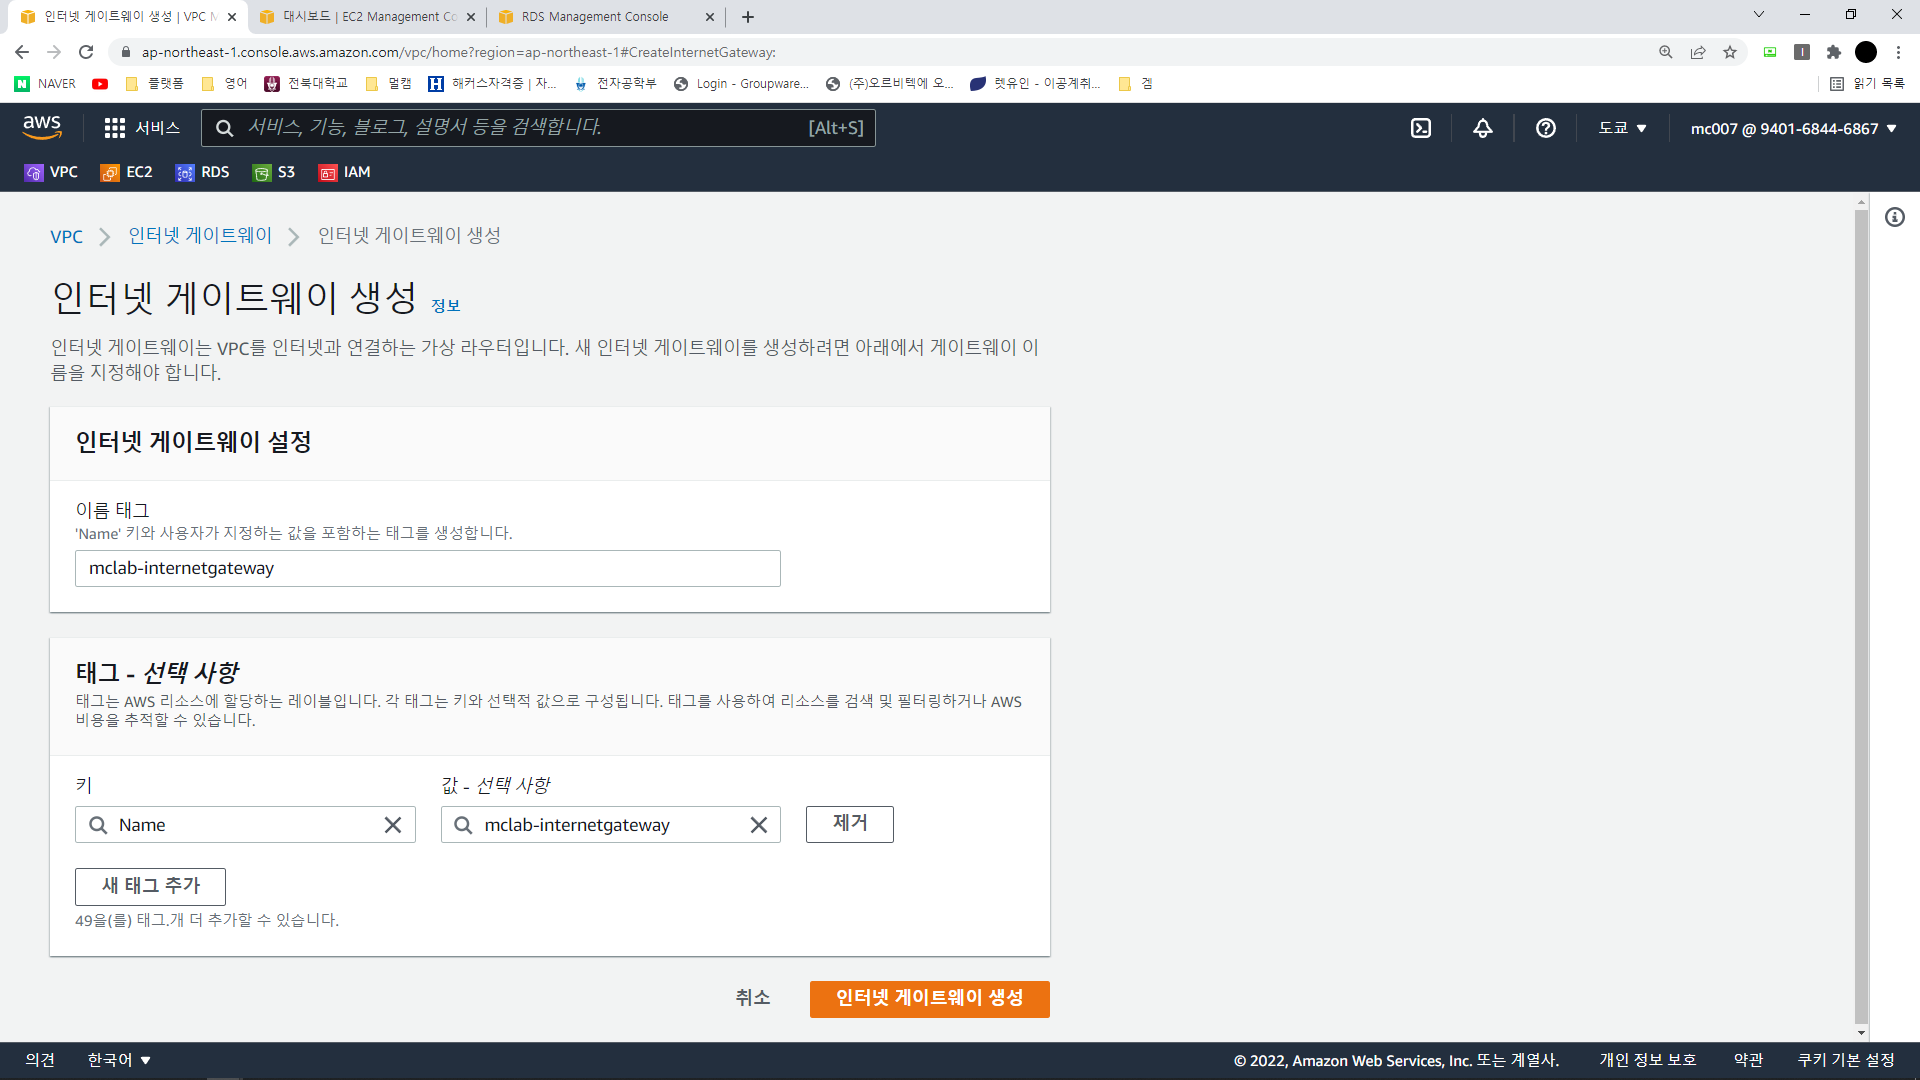 인터넷 게이트웨이 생성 | VPC M
대시보드 | EC2 Management Co
RDS Management Console
ap-northeast-1.console.aws.amazon.com/vpc/home?region=ap-northeast-1#CreateInternetGateway:
NAVER
플랫폼
영어
전북대학교
멀캠
해커스자격증 | 자...
전자공학부
Login - Groupware...
(주)오르비텍에 오...
렛유인 - 이공계취...
겜
읽기 목록
aws
서비스
서비스, 기능, 블로그, 설명서 등을 검색합니다.
[Alt+S]
도쿄
mc007 @ 9401-6844-6867
VPC
EC2
RDS
S3
IAM
VPC
인터넷 게이트웨이
인터넷 게이트웨이 생성
인터넷 게이트웨이 생성 정보
인터넷 게이트웨이는 VPC를 인터넷과 연결하는 가상 라우터입니다. 새 인터넷 게이트웨이를 생성하려면 아래에서 게이트웨이 이
름을 지정해야 합니다.
인터넷 게이트웨이 설정
이름 태그
'Name' 키와 사용자가 지정하는 값을 포함하는 태그를 생성합니다.
mclab-internetgateway
태그 - 선택 사항
태그는 AWS 리소스에 할당하는 레이블입니다. 각 태그는 키와 선택적 값으로 구성됩니다. 태그를 사용하여 리소스를 검색 및 필터링하거나 AWS
비용을 추적할 수 있습니다.
키
값 - 선택 사항
Name
mclab-internetgateway
제거
새 태그 추가
49을(를) 태그.개 더 추가할 수 있습니다.
취소
인터넷 게이트웨이 생성
의견
한국어
© 2022, Amazon Web Services, Inc. 또는 계열사.
개인 정보 보호
약관
쿠키 기본 설정